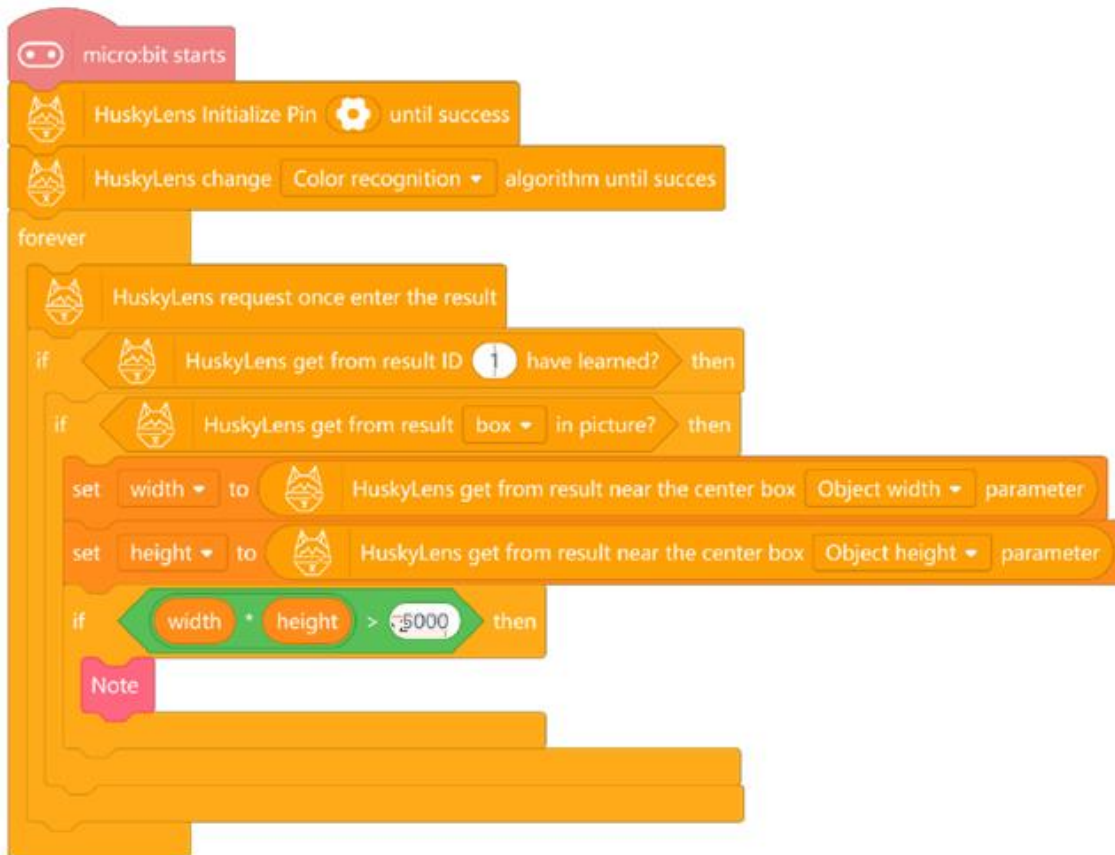 micro:bit starts
HuskyLens Initialize Pin until success
HuskyLens change Color recognition algorithm until succes
forever
HuskyLens request once enter the result
if HuskyLens get from result ID 1 have learned? then
if HuskyLens get from result box in picture? then
set width to HuskyLens get from result near the center box Object width parameter
set height to HuskyLens get from result near the center box Object height parameter
if width * height > 5000 then
Note